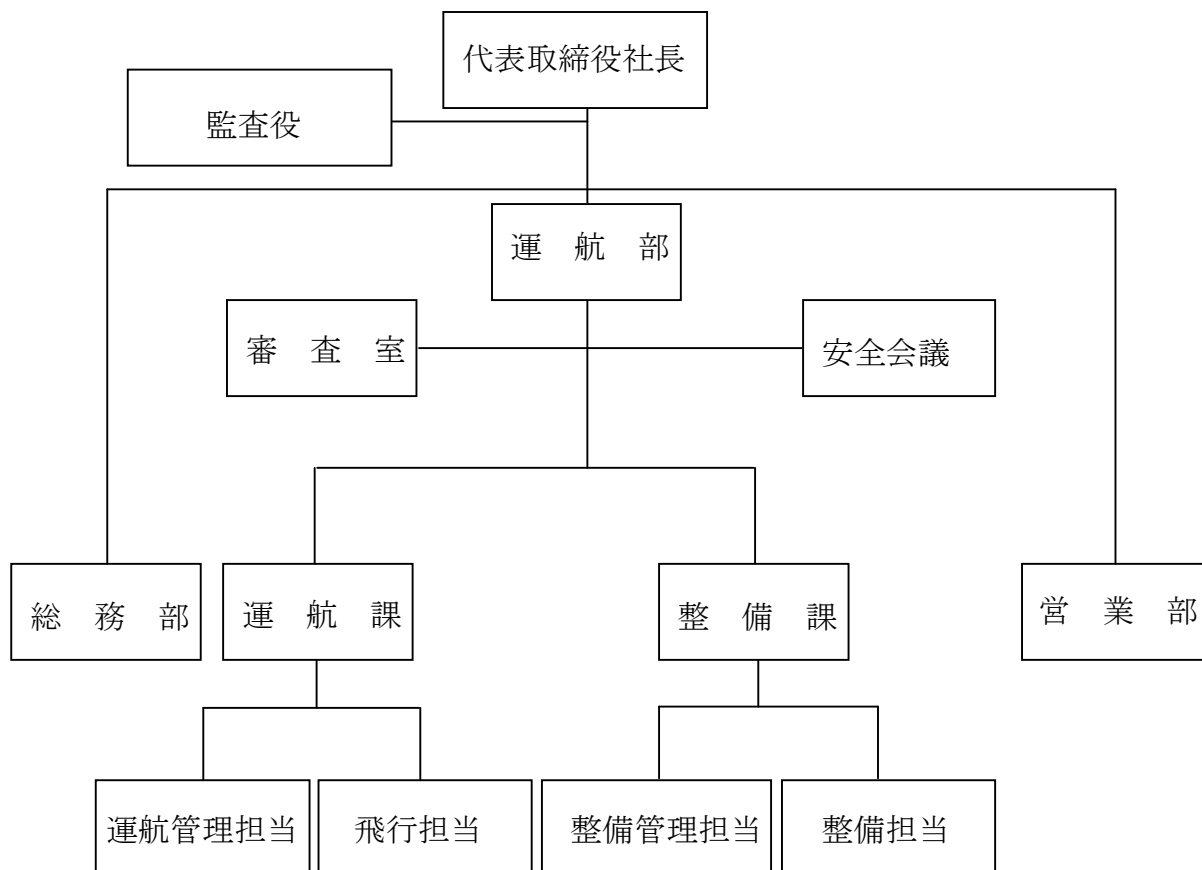 代表取締役社長
監査役
運　航　部
審　査　室
安全会議
総　務　部
運　航　課
整　備　課
営　業　部
運航管理担当
飛行担当
整備管理担当
整備担当